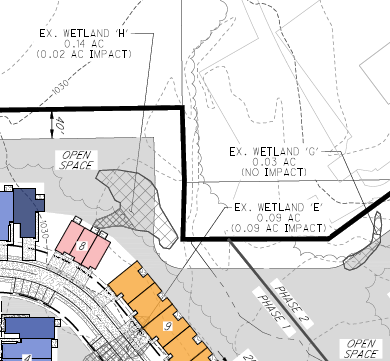 EX. WETLAND 'H'
0.14 AC
(0.02 AC IMPACT)
1030
40'
OPEN
SPACE
EX. WETLAND 'G'
0.03 AC
(NO IMPACT)
EX. WETLAND 'E'
0.09 AC
(0.09 AC IMPACT)
1030
8
PHASE 2
PHASE 1
9
4
OPEN
SPACE